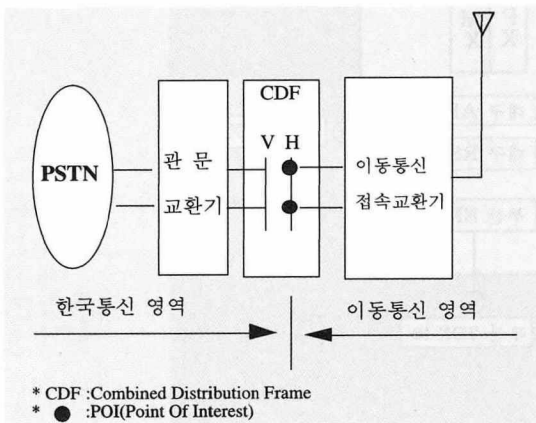 CDF
V H
PSTN
관 문
교환기
이동통신
접속교환기
한국통신 영역
이동통신 영역
* CDF :Combined Distribution Frame
* ● :POI(Point Of Interest)